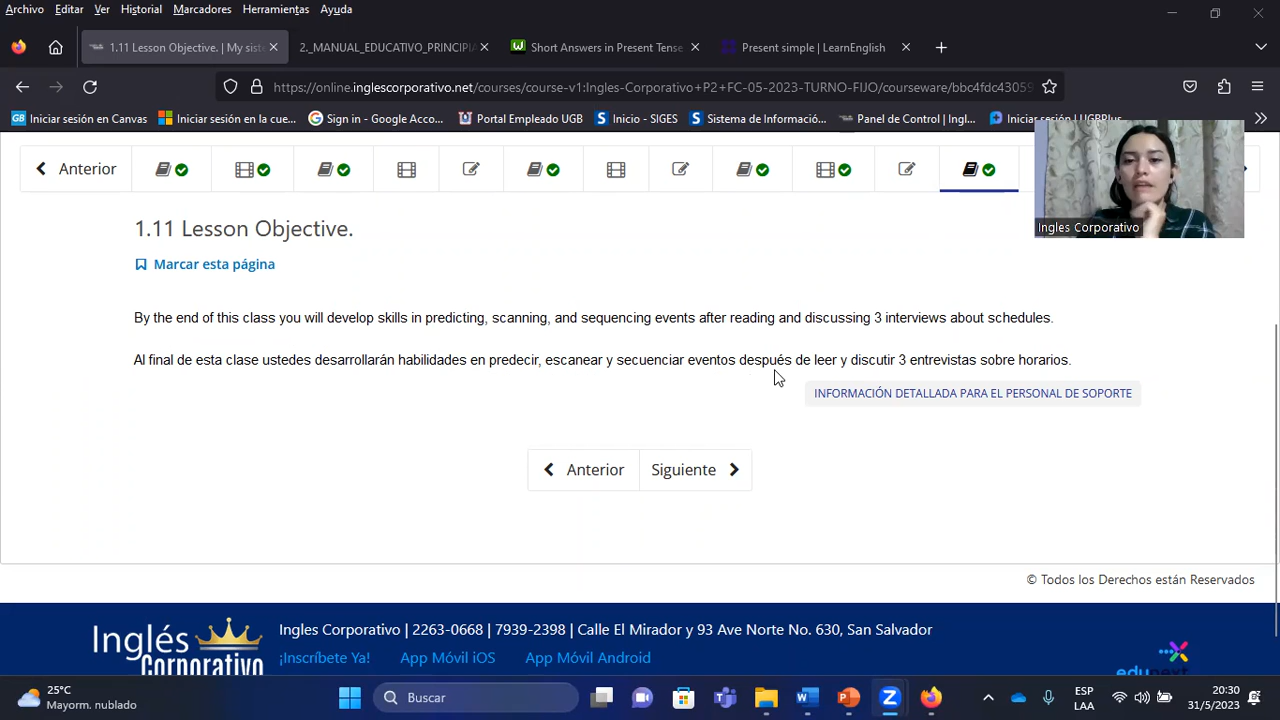 Archivo Editar Ver Historial Marcadores Herramientas Ayuda
1.11 Lesson Objective. | My sist
2._MANUAL_EDUCATIVO_PRINCIPIA
Short Answers in Present Tense
Present simple | LearnEnglish
https://online.inglescorporativo.net/courses/course-v1:Ingles-Corporativo+P2+FC-05-2023-TURNO-FIJO/courseware/bbc4fdc43059
GB Iniciar sesión en Canvas
Iniciar sesión en la cue...
Sign in - Google Acco...
Portal Empleado UGB
Inicio - SIGES
Sistema de Informació...
Panel de Control | Ingl...
Iniciar sesión | UGBPlus
Anterior
Ingles Corporativo
1.11 Lesson Objective.
Marcar esta página
By the end of this class you will develop skills in predicting, scanning, and sequencing events after reading and discussing 3 interviews about schedules.
Al final de esta clase ustedes desarrollarán habilidades en predecir, escanear y secuenciar eventos después de leer y discutir 3 entrevistas sobre horarios.
INFORMACIÓN DETALLADA PARA EL PERSONAL DE SOPORTE
Anterior Siguiente
© Todos los Derechos están Reservados
Inglés Corporativo
Ingles Corporativo | 2263-0668 | 7939-2398 | Calle El Mirador y 93 Ave Norte No. 630, San Salvador
¡Inscríbete Ya! App Móvil iOS App Móvil Android
edunext
25°C
Mayorm. nublado
Buscar
ESP
LAA
20:30
31/5/2023